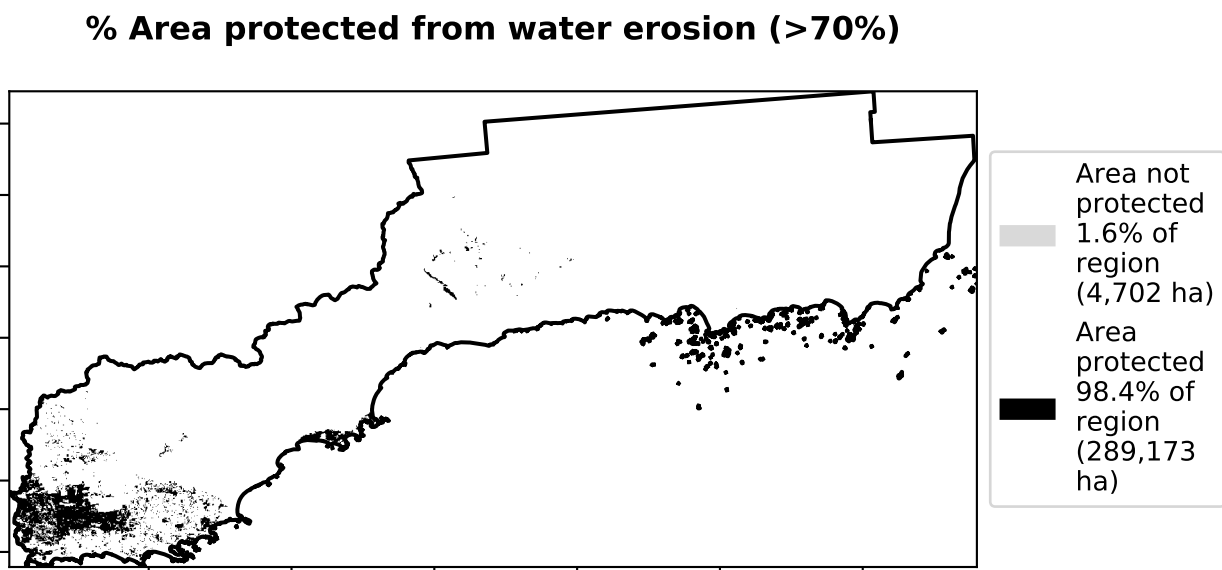 % Area protected from water erosion (>70%)
Area not
protected
1.6% of
region
(4,702 ha)
Area
protected
98.4% of
region
(289,173
ha)